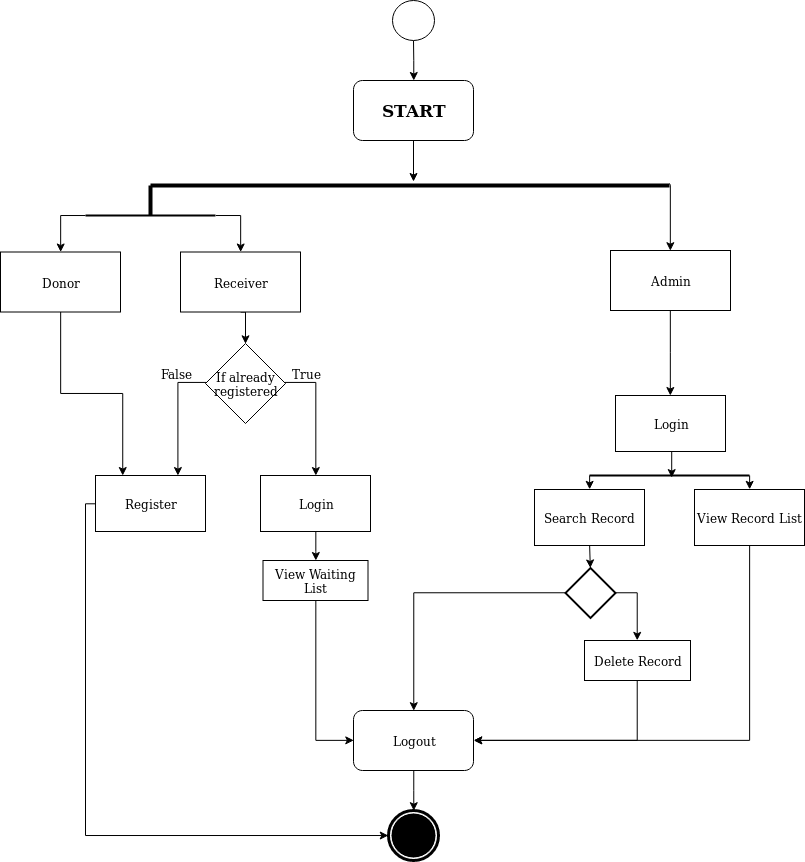 START
Donor
Receiver
Admin
False
If already
registered
True
Login
Register
Login
Search Record
View Record List
View Waiting
List
Delete Record
Logout